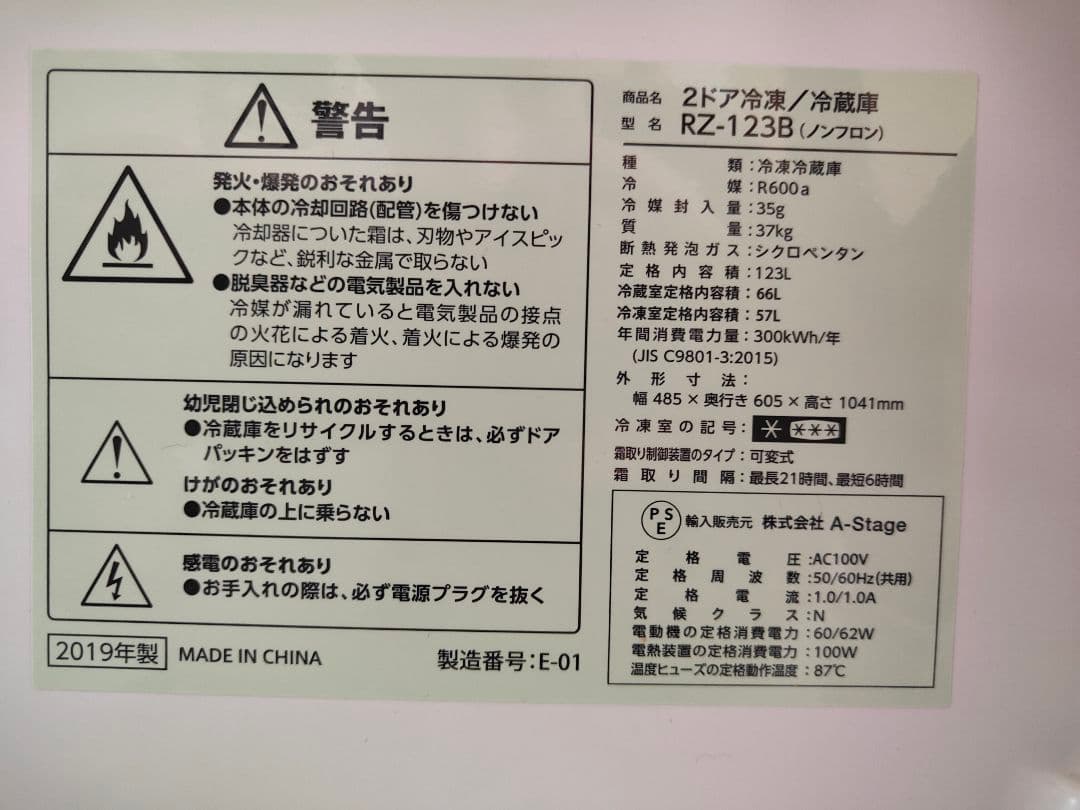 警告
発火・爆発のおそれあり
●本体の冷却回路(配管)を傷つけない
冷却器についた霜は、刃物やアイスピッ
クなど、鋭利な金属で取らない
●脱臭器などの電気製品を入れない
冷媒が漏れていると電気製品の接点
の火花による着火、着火による爆発の
原因になります
幼児閉じ込められのおそれあり
●冷蔵庫をリサイクルするときは、必ずドア
パッキンをはずす
けがのおそれあり
●冷蔵庫の上に乗らない
感電のおそれあり
●お手入れの際は、必ず電源プラグを抜く
2019年製 MADE IN CHINA 製造番号:E-01
商品名 2ドア冷凍/冷蔵庫
型名 RZ-123B(ノンフロン)
種類:冷凍冷蔵庫
冷媒:R600a
冷媒封入量:35g
質量:37kg
断熱発泡ガス:シクロペンタン
定格内容積:123L
冷蔵室定格内容積:66L
冷凍室定格内容積:57L
年間消費電力量:300kWh/年
(JIS C9801-3:2015)
外形寸法:
幅 485×奥行き 605×高さ 1041mm
冷凍室の記号:* ***
霜取り制御装置のタイプ:可変式
霜取り間隔:最長21時間、最短6時間
PSE 輸入販売元 株式会社 A-Stage
定格電圧:AC100V
定格周波数:50/60Hz(共用)
定格電流:1.0/1.0A
気候クラス:N
電動機の定格消費電力:60/62W
電熱装置の定格消費電力:100W
温度ヒューズの定格動作温度:87℃